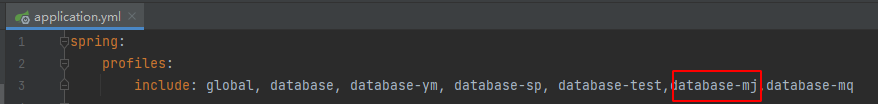 application.yml
1 spring:
2 profiles:
3 include: global, database, database-ym, database-sp, database-test,database-mj,database-mq